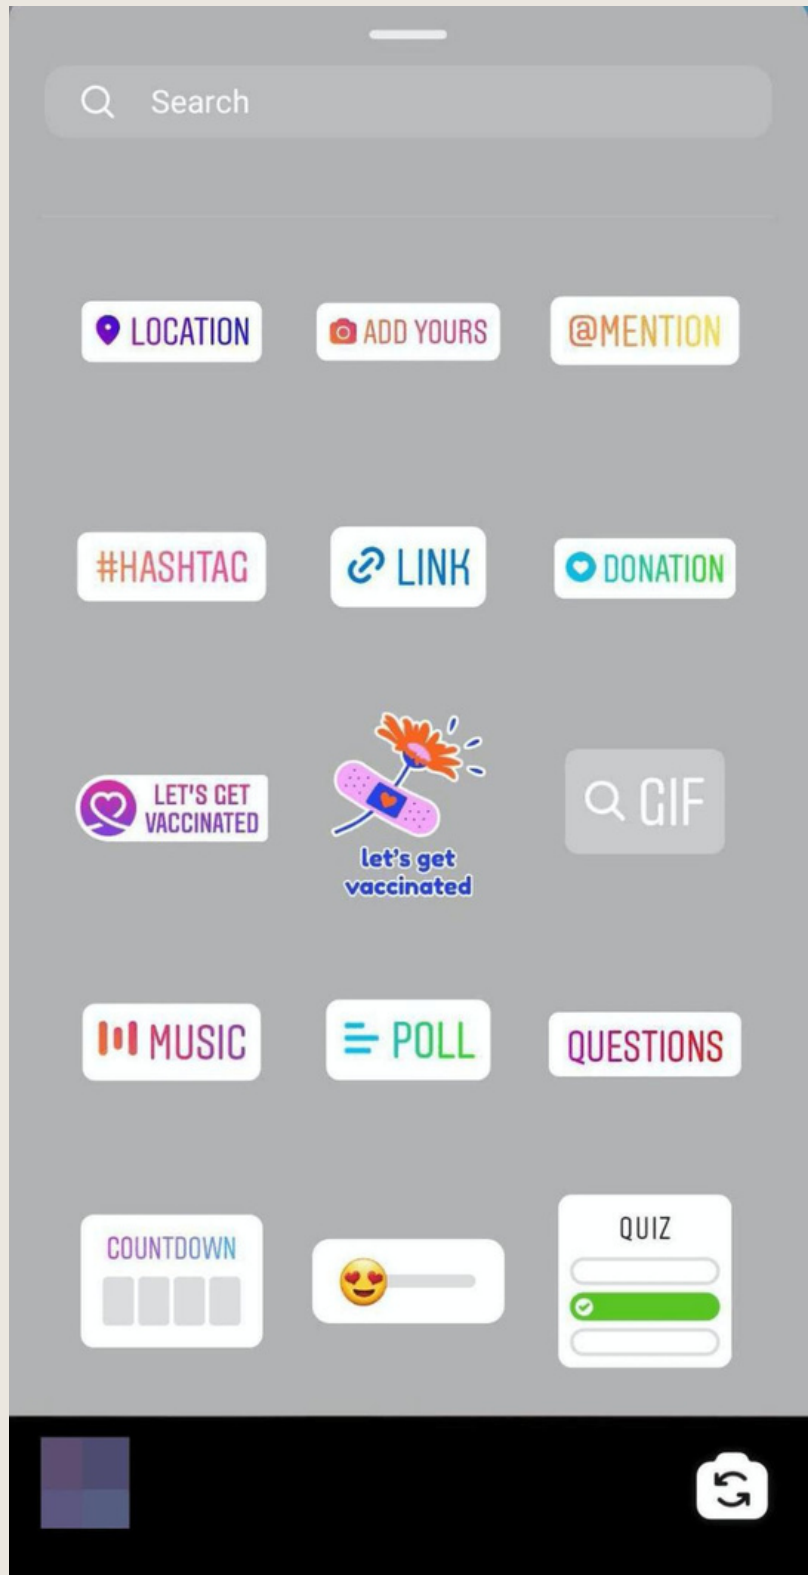 Search
LOCATION
ADD YOURS
@MENTION
#HASHTAG
LINK
DONATION
LET'S GET
VACCINATED
let's get
vaccinated
GIF
MUSIC
POLL
QUESTIONS
COUNTDOWN
QUIZ